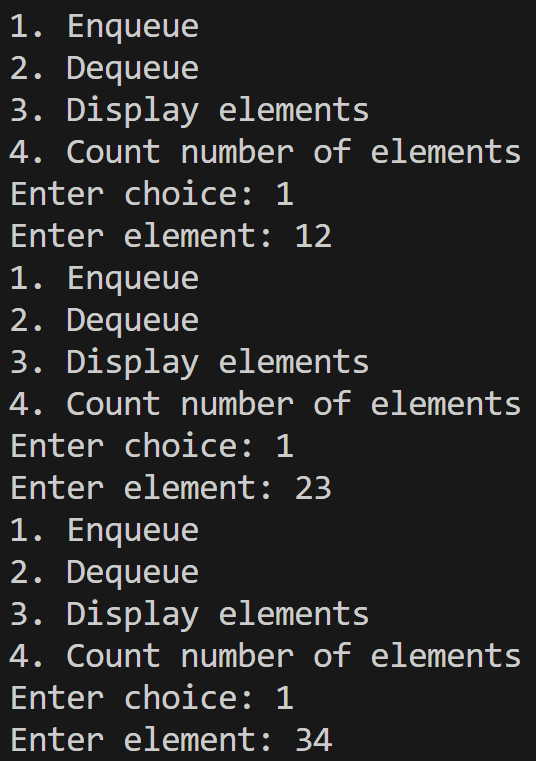 1. Enqueue
2. Dequeue
3. Display elements
4. Count number of elements
Enter choice: 1
Enter element: 12
1. Enqueue
2. Dequeue
3. Display elements
4. Count number of elements
Enter choice: 1
Enter element: 23
1. Enqueue
2. Dequeue
3. Display elements
4. Count number of elements
Enter choice: 1
Enter element: 34